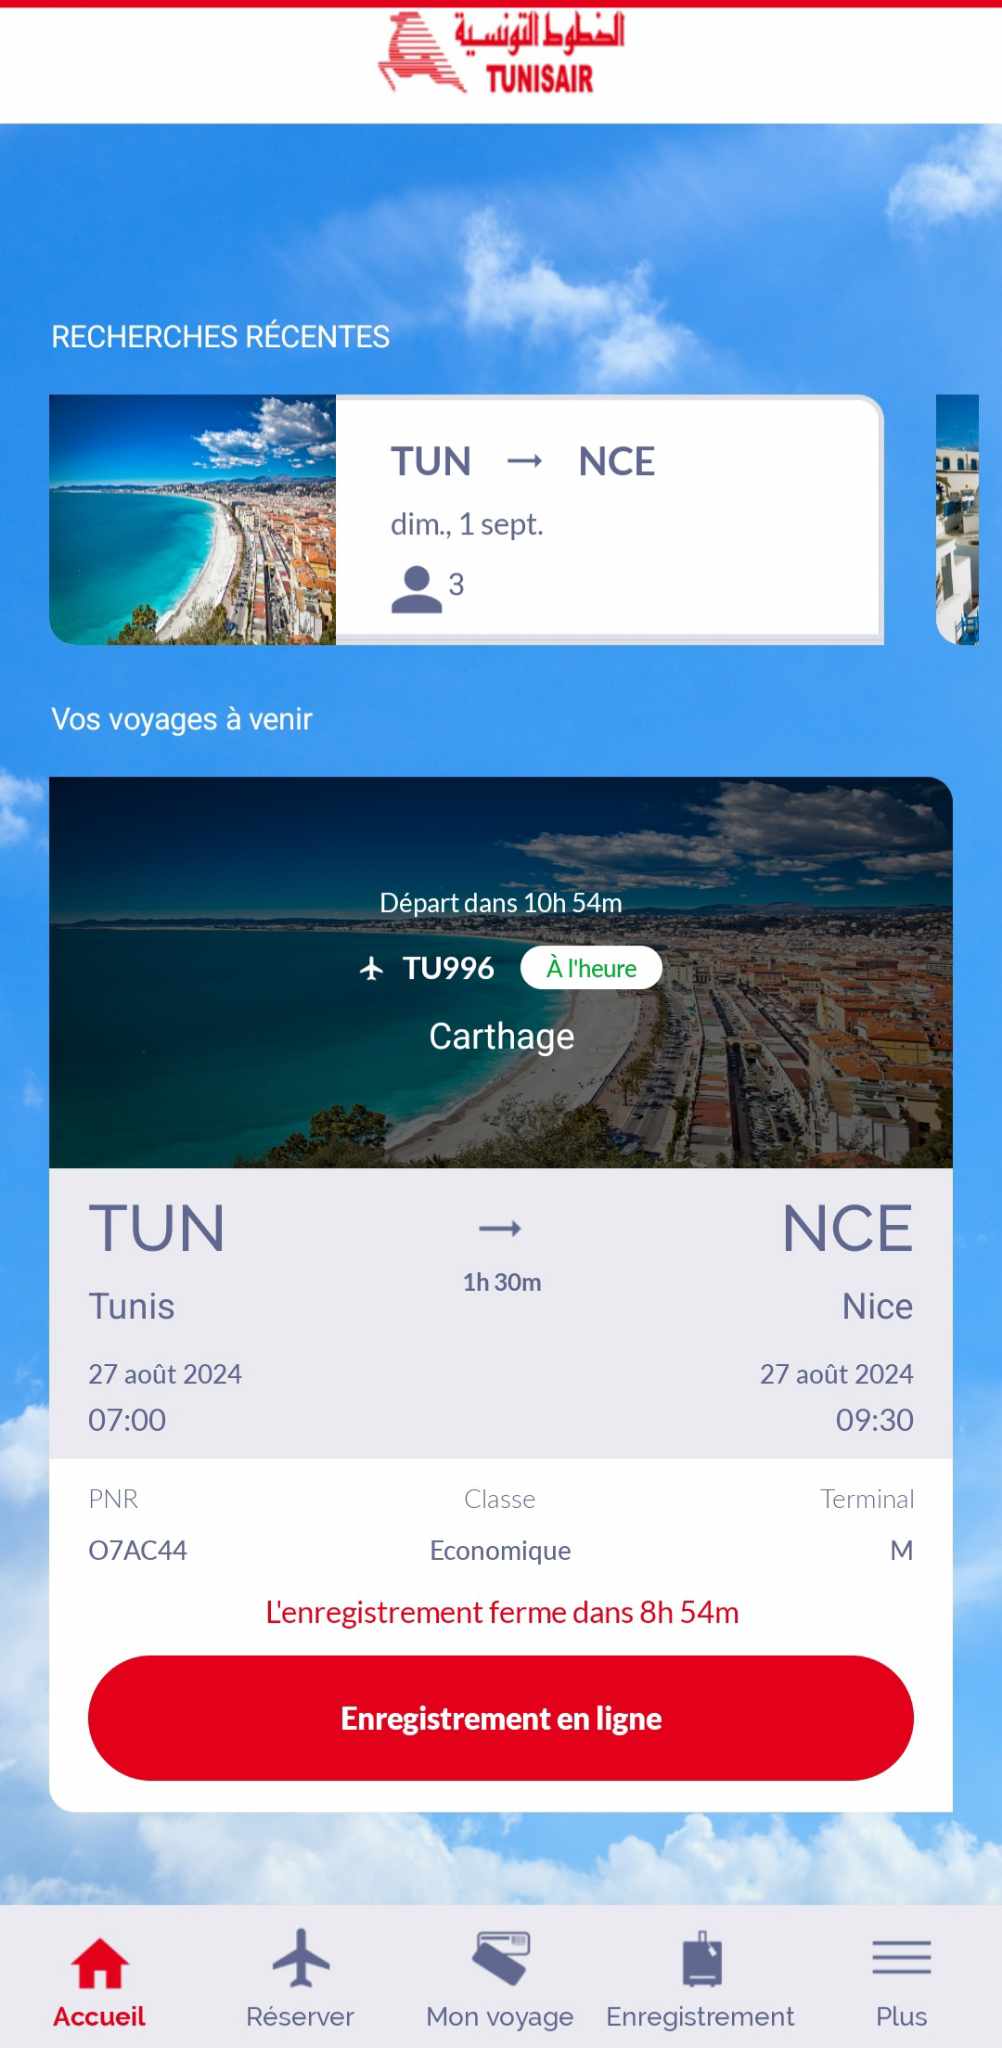 الخطوط التونسية
TUNISAIR
RECHERCHES RÉCENTES
TUN → NCE
dim., 1 sept.
3
Vos voyages à venir
Départ dans 10h 54m
TU996 À l'heure
Carthage
TUN → NCE
1h 30m
Tunis Nice
27 août 2024 27 août 2024
07:00 09:30
PNR Classe Terminal
O7AC44 Economique M
L'enregistrement ferme dans 8h 54m
Enregistrement en ligne
Accueil Réserver Mon voyage Enregistrement Plus